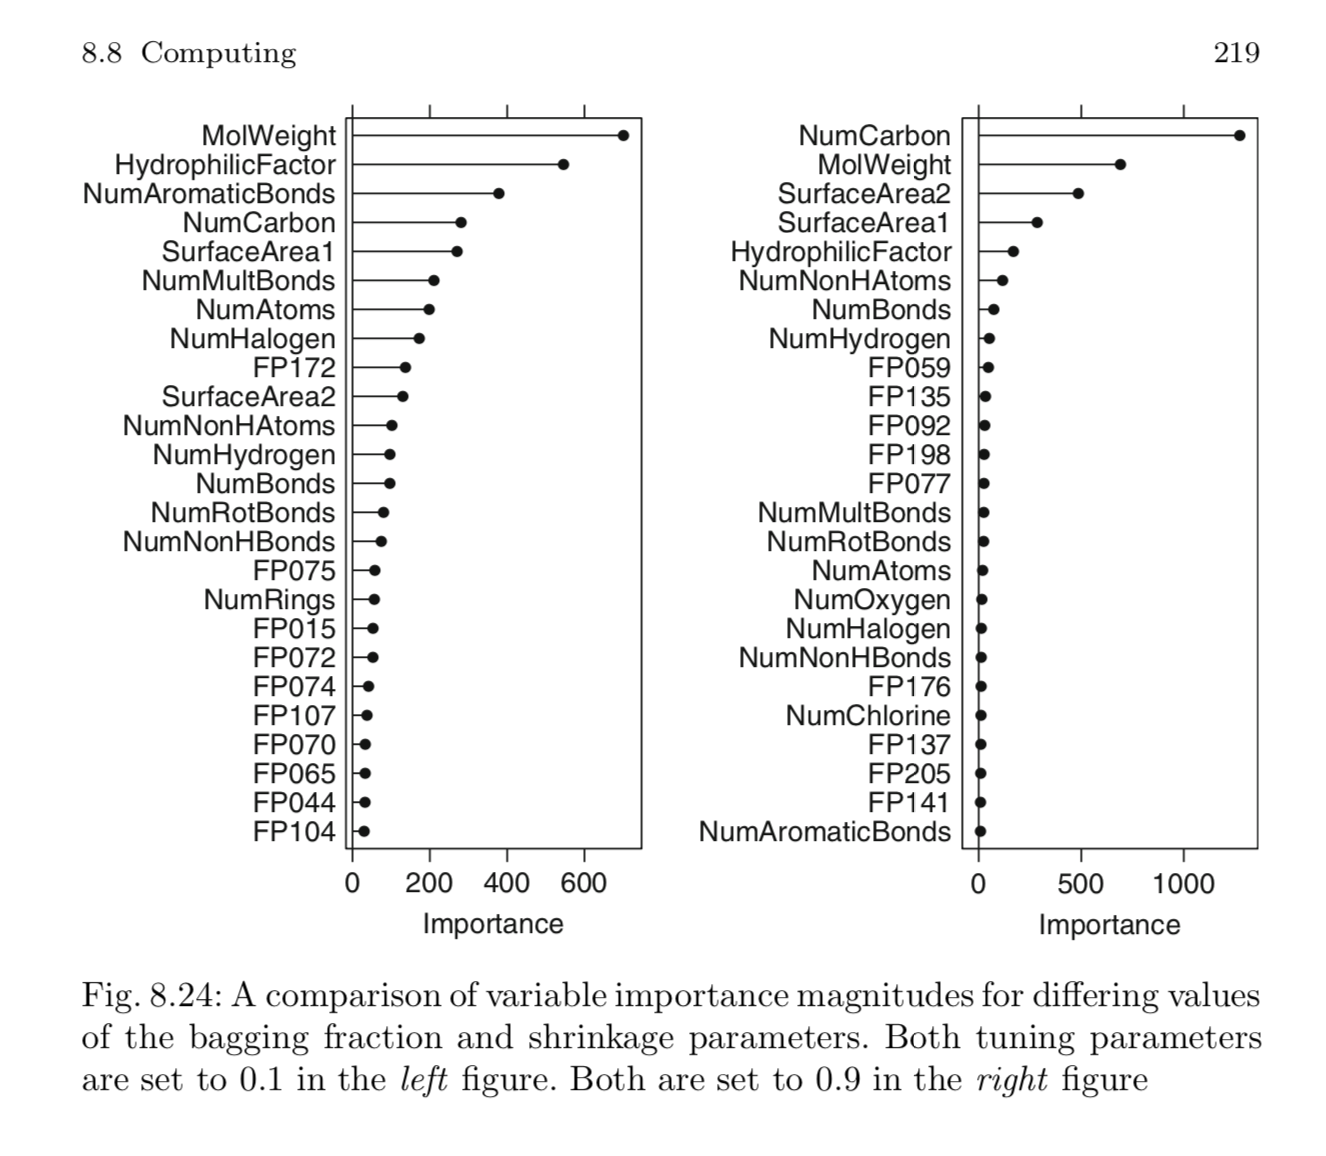 8.8 Computing 219
MolWeight
HydrophilicFactor
NumAromaticBonds
NumCarbon
SurfaceArea1
NumMultBonds
NumAtoms
NumHalogen
FP172
SurfaceArea2
NumNonHAtoms
NumHydrogen
NumBonds
NumRotBonds
NumNonHBonds
FP075
NumRings
FP015
FP072
FP074
FP107
FP070
FP065
FP044
FP104
0 200 400 600
Importance
NumCarbon
MolWeight
SurfaceArea2
SurfaceArea1
HydrophilicFactor
NumNonHAtoms
NumBonds
NumHydrogen
FP059
FP135
FP092
FP198
FP077
NumMultBonds
NumRotBonds
NumAtoms
NumOxygen
NumHalogen
NumNonHBonds
FP176
NumChlorine
FP137
FP205
FP141
NumAromaticBonds
0 500 1000
Importance
Fig. 8.24: A comparison of variable importance magnitudes for differing values
of the bagging fraction and shrinkage parameters. Both tuning parameters
are set to 0.1 in the left figure. Both are set to 0.9 in the right figure